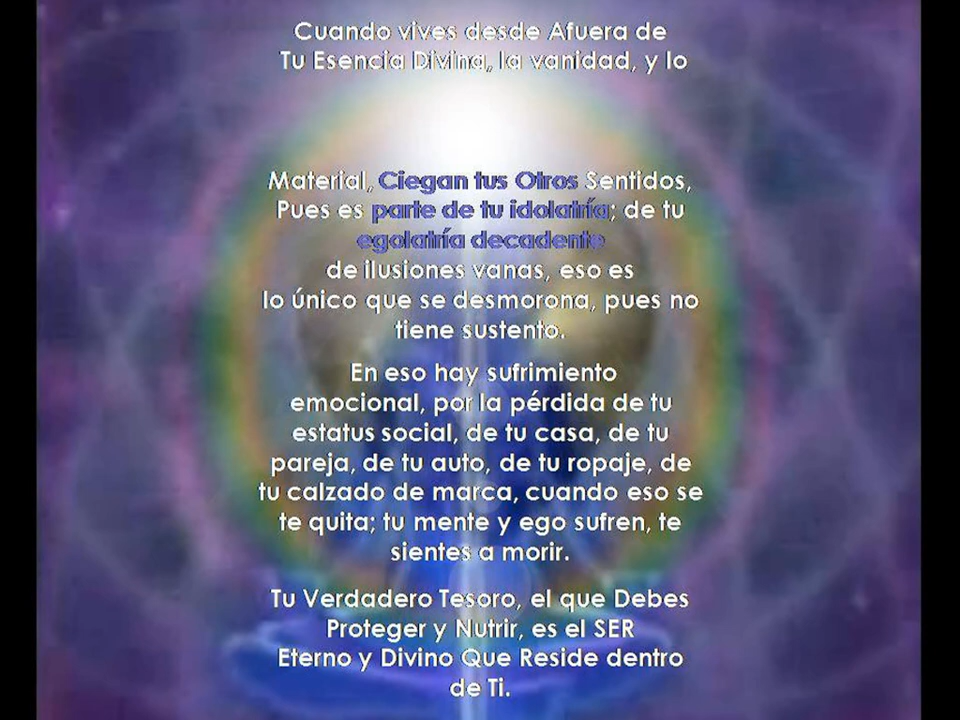 Cuando vives desde Afuera de
Tu Esencia Divina, la vanidad, y lo
Material, Ciegan tus Otros Sentidos,
Pues es parte de tu idolatría; de tu
egolatría decadente
de ilusiones vanas, eso es
lo único que se desmorona, pues no
tiene sustento.
En eso hay sufrimiento
emocional, por la pérdida de tu
estatus social, de tu casa, de tu
pareja, de tu auto, de tu ropaje, de
tu calzado de marca, cuando eso se
te quita; tu mente y ego sufren, te
sientes a morir.
Tu Verdadero Tesoro, el que Debes
Proteger y Nutrir, es el SER
Eterno y Divino Que Reside dentro
de Ti.